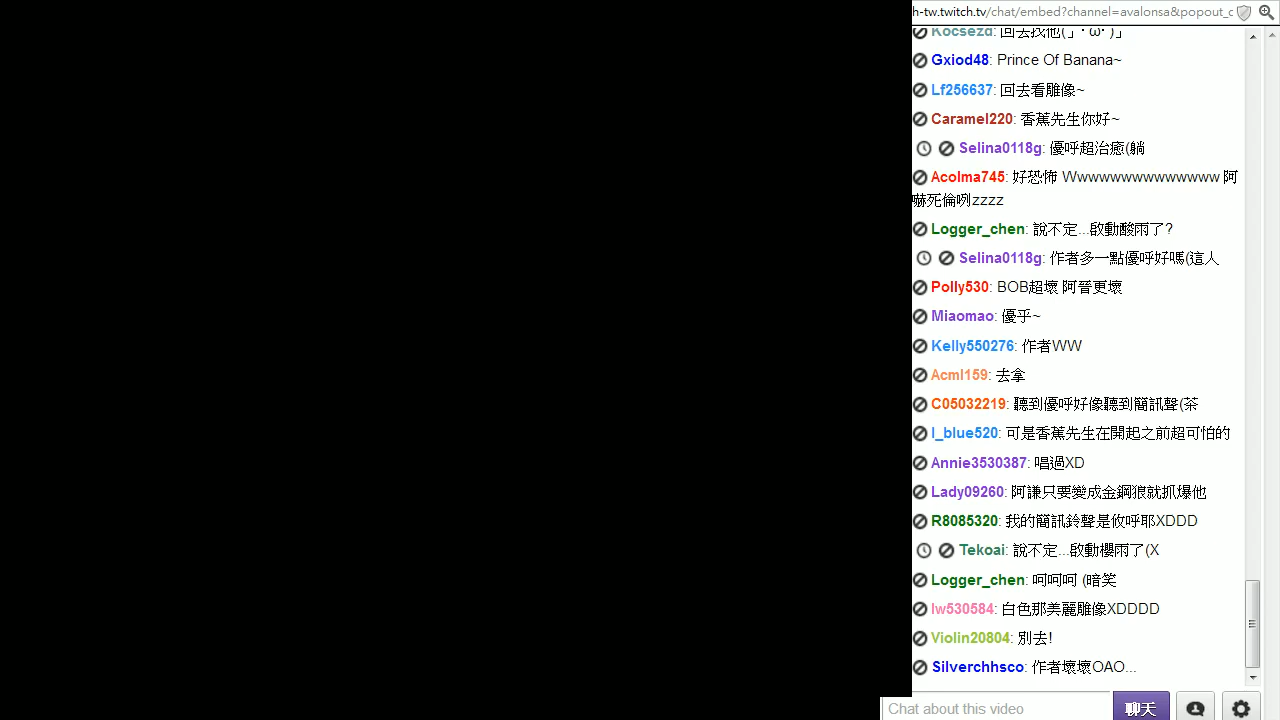 h-tw.twitch.tv/chat/embed?channel=avalonsa&popout_c
Kocsezd: 回去找他(」・ω・)」
Gxiod48: Prince Of Banana~
Lf256637: 回去看雕像~
Caramel220: 香蕉先生你好~
Selina0118g: 優呼超治癒(躺
Acolma745: 好恐怖 Wwwwwwwwwwwwww 阿
嚇死倫咧zzzz
Logger_chen: 說不定...啟動酸雨了?
Selina0118g: 作者多一點優呼好嗎(這人
Polly530: BOB超壞 阿晉更壞
Miaomao: 優乎~
Kelly550276: 作者WW
Acml159: 去拿
C05032219: 聽到優呼好像聽到簡訊聲(茶
I_blue520: 可是香蕉先生在開起之前超可怕的
Annie3530387: 唱過XD
Lady09260: 阿謙只要變成金鋼狼就抓爆他
R8085320: 我的簡訊鈴聲是攸呼耶XDDD
Tekoai: 說不定...啟動櫻雨了(X
Logger_chen: 呵呵呵 (暗笑
Iw530584: 白色那美麗雕像XDDDD
Violin20804: 別去!
Silverchhsco: 作者壞壞OAO...
Chat about this video
聊天